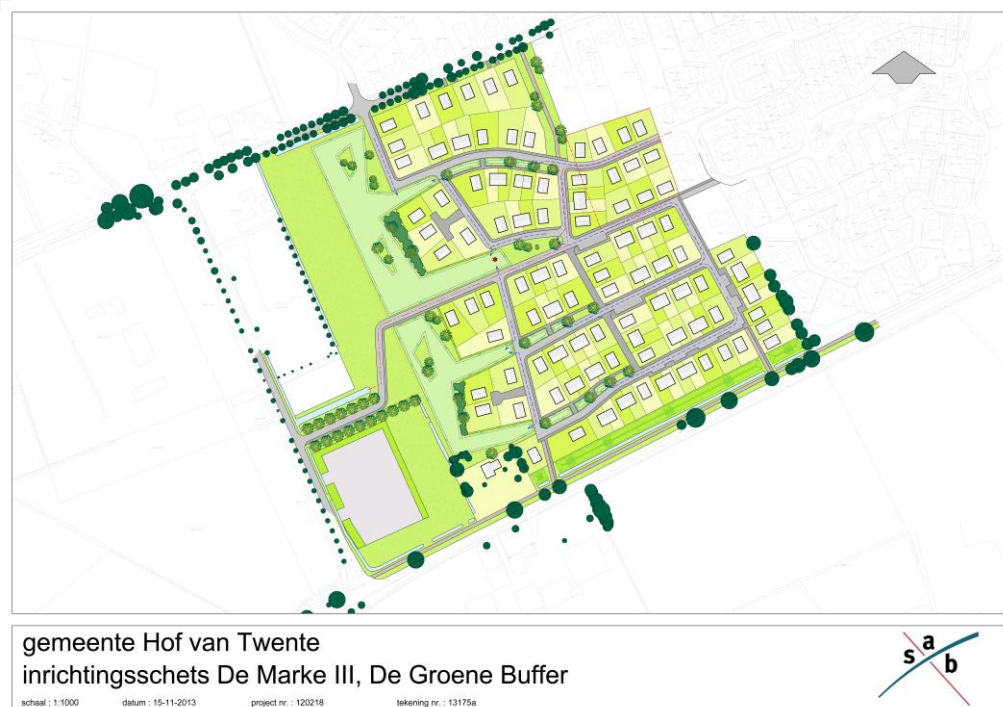 gemeente Hof van Twente
inrichtingsschets De Marke III, De Groene Buffer
schaal : 1:1000 datum : 15-11-2013 project nr. : 120218 tekening nr. : 13175a
s a b